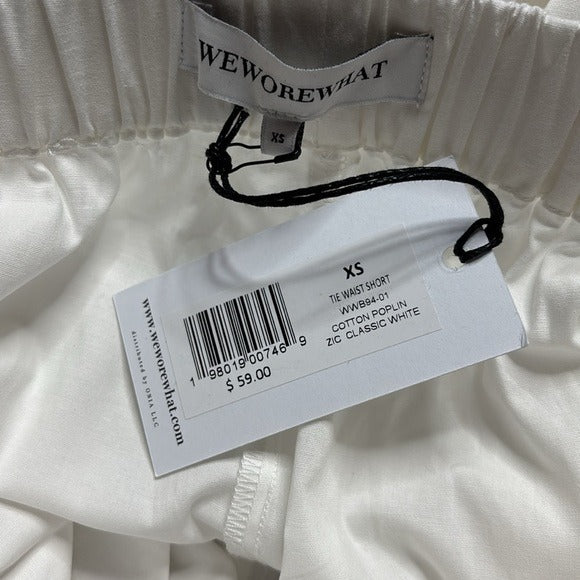 WEWOREWHAT
XS
XS
TIE WAIST SHORT
WWB94-01
COTTON POPLIN
ZIC CLASSIC WHITE
1 98019 00746 9
$ 59.00
www.weworewhat.com
distributed by ONIA LLC